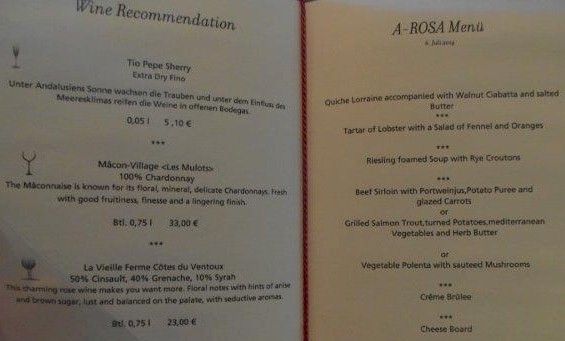 Wine Recommendation
Tio Pepe Sherry
Extra Dry Fino
Unter Andalusiens Sonne wachsen die Trauben und unter dem Einfluss des
Meeresklimas reifen die Weine in offenen Bodegas.
0,05 l 5,10 €
***
Mâcon-Village «Les Mulots»
100% Chardonnay
The Mâconnaise is known for its floral, mineral, delicate Chardonnays. Fresh
with good fruitiness, finesse and a lingering finish.
Btl. 0,75 l 33,00 €
***
La Vieille Ferme Côtes du Ventoux
50% Cinsault, 40% Grenache, 10% Syrah
This charming rose wine makes you want more. Floral notes with hints of anise
and brown sugar, lust and balanced on the palate, with seductive aromas.
Btl. 0,75 l 23,00 €
A-ROSA Menü
6. Juli 2014
Quiche Lorraine accompanied with Walnut Ciabatta and salted
Butter
***
Tartar of Lobster with a Salad of Fennel and Oranges
***
Riesling foamed Soup with Rye Croutons
***
Beef Sirloin with Portweinjus,Potato Puree and
glazed Carrots
or
Grilled Salmon Trout,turned Potatoes,mediterranean
Vegetables and Herb Butter
or
Vegetable Polenta with sauteed Mushrooms
***
Crême Brûlee
***
Cheese Board